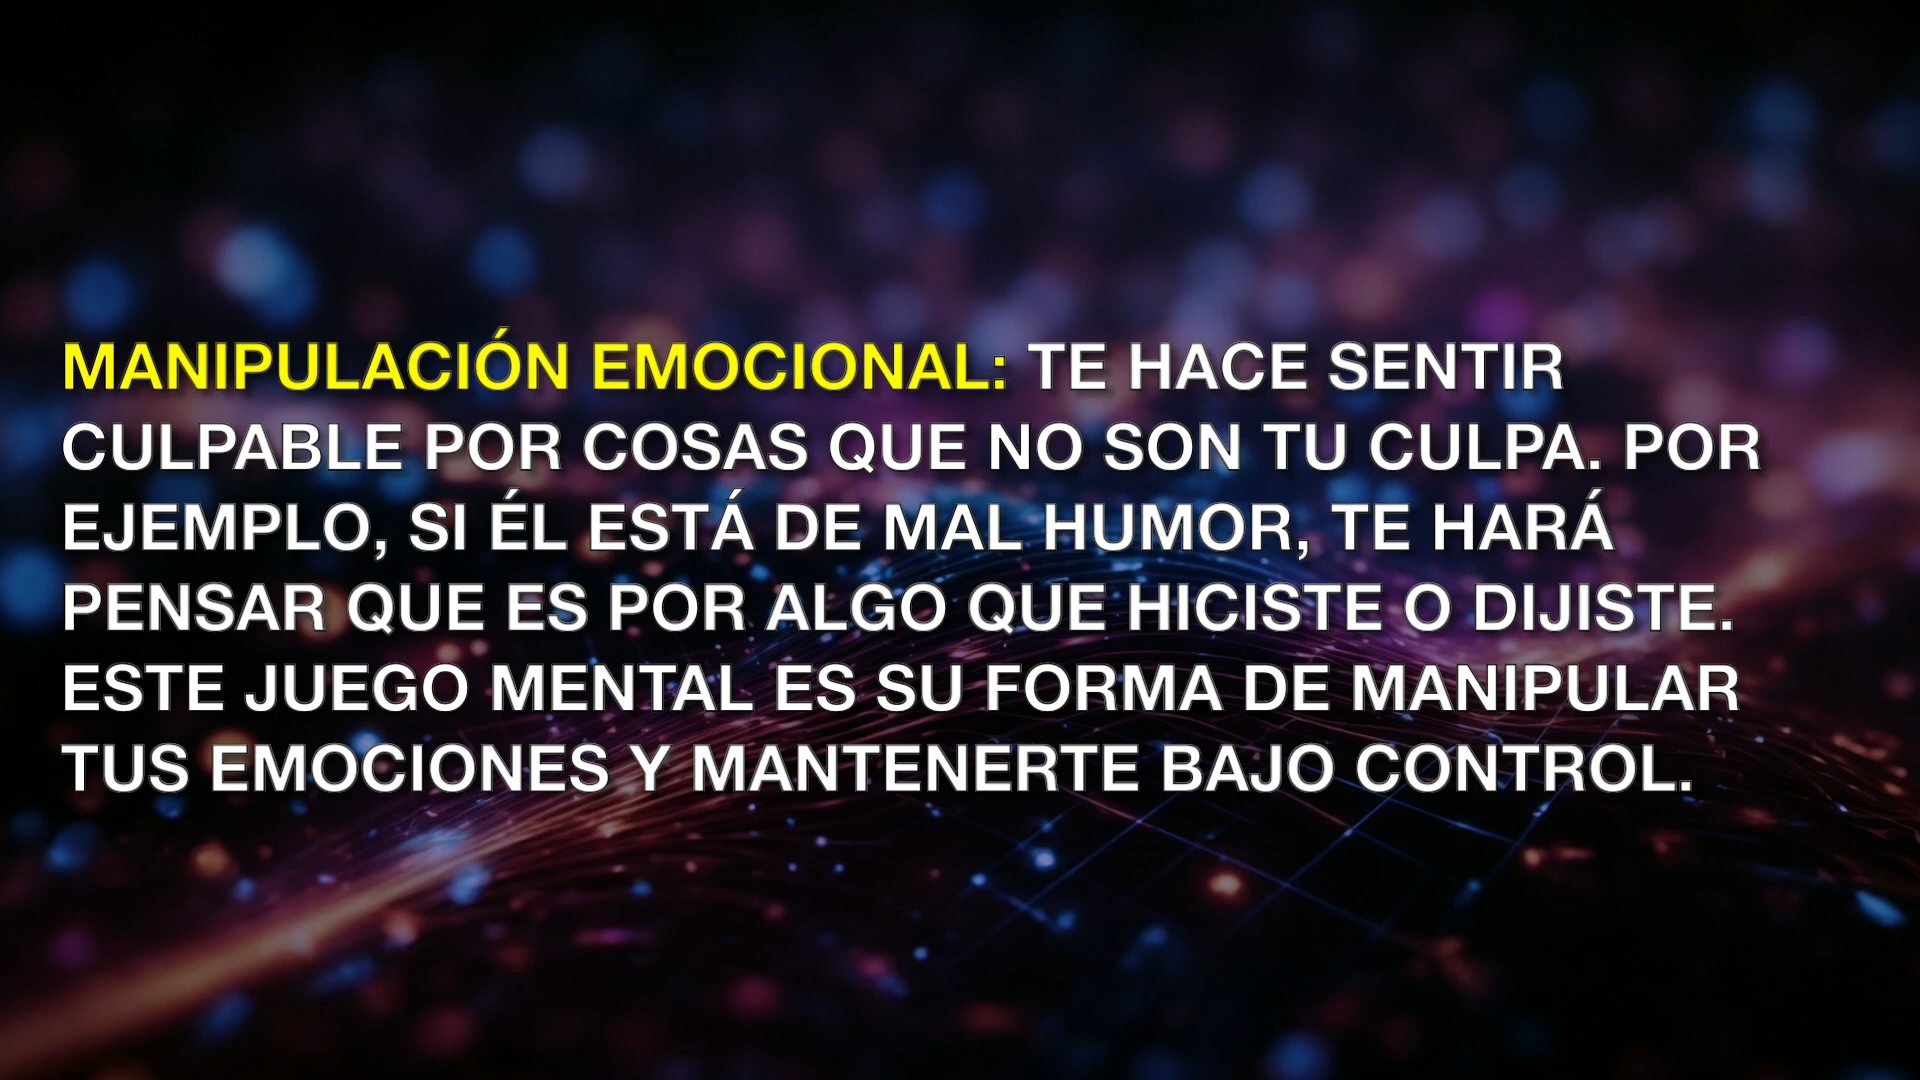 MANIPULACIÓN EMOCIONAL: TE HACE SENTIR
CULPABLE POR COSAS QUE NO SON TU CULPA. POR
EJEMPLO, SI ÉL ESTÁ DE MAL HUMOR, TE HARÁ
PENSAR QUE ES POR ALGO QUE HICISTE O DIJISTE.
ESTE JUEGO MENTAL ES SU FORMA DE MANIPULAR
TUS EMOCIONES Y MANTENERTE BAJO CONTROL.